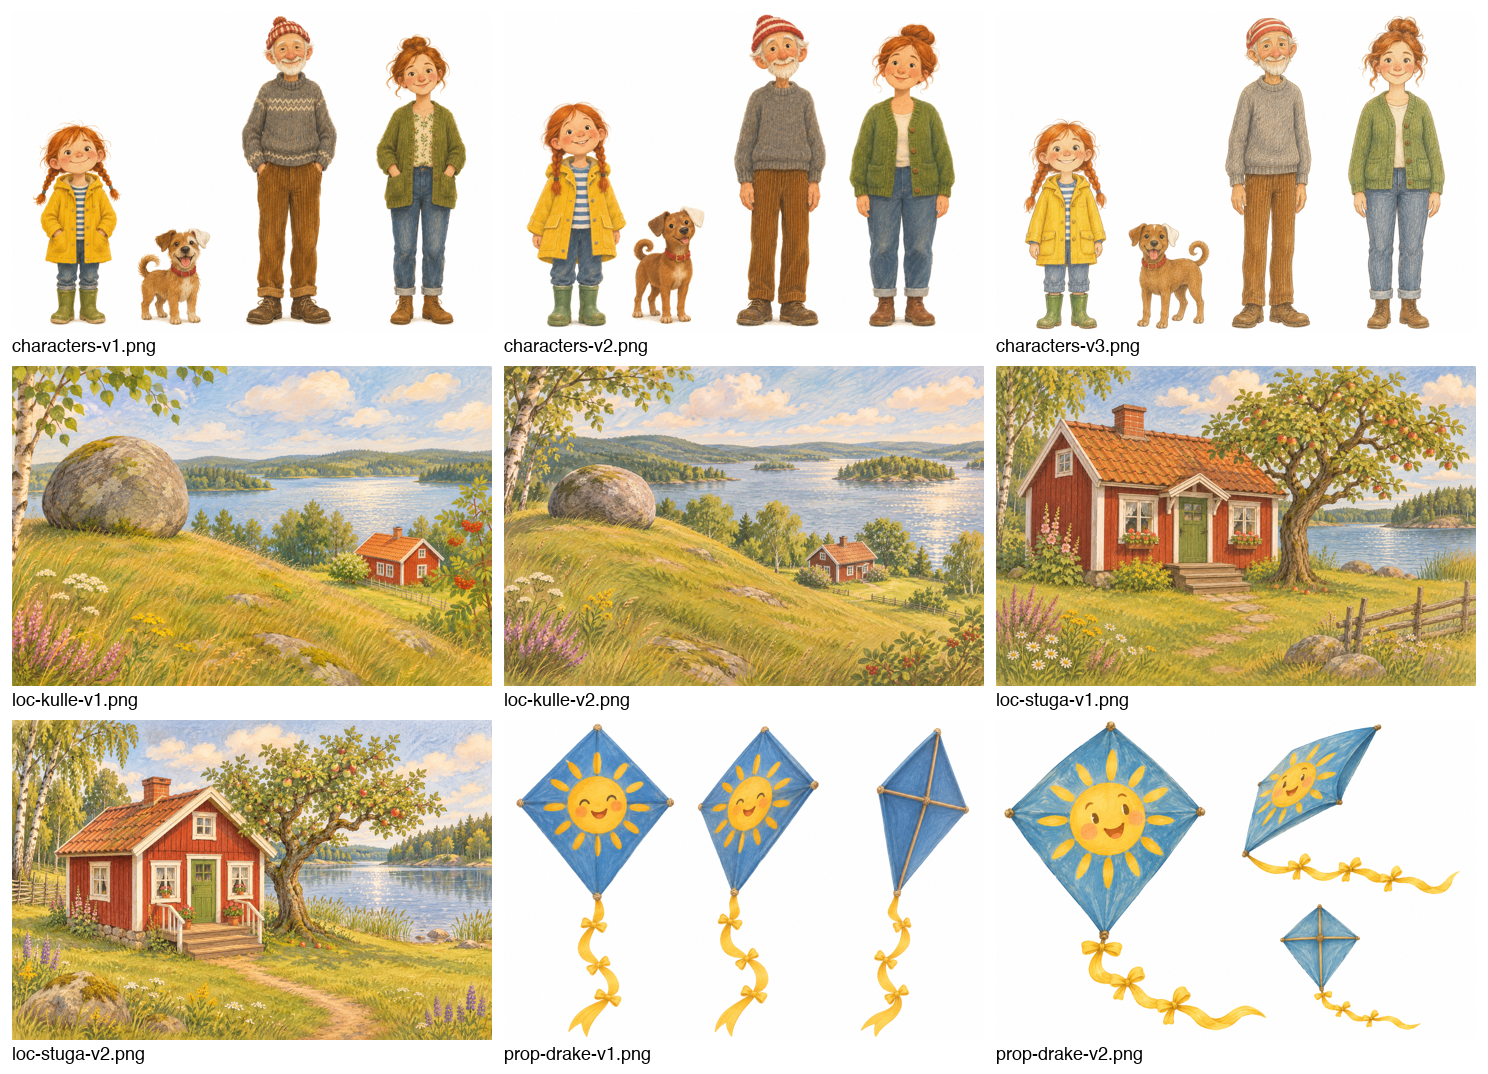 characters-v1.png
characters-v2.png
characters-v3.png
loc-kulle-v1.png
loc-kulle-v2.png
loc-stuga-v1.png
loc-stuga-v2.png
prop-drake-v1.png
prop-drake-v2.png